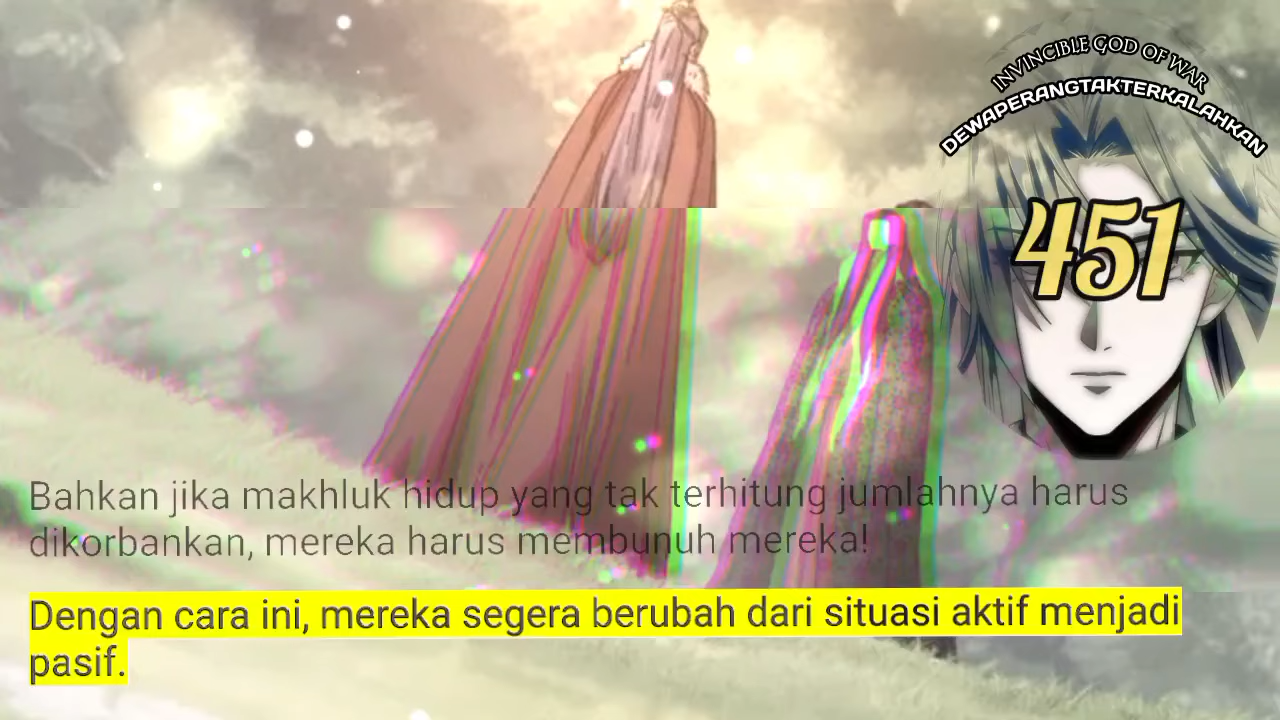 INVINCIBLE GOD OF WAR
DEWAPERANGTAKTERKALAHKAN
451
Bahkan jika makhluk hidup yang tak terhitung jumlahnya harus
dikorbankan, mereka harus membunuh mereka!
Dengan cara ini, mereka segera berubah dari situasi aktif menjadi
pasif.